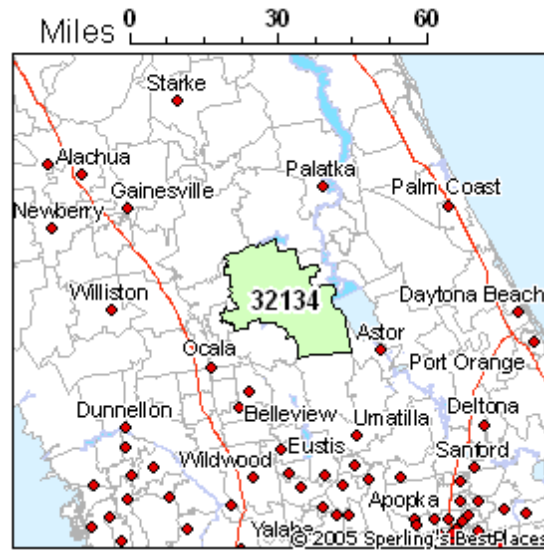 Miles 0 30 60
Starke
Alachua
Palatka
Gainesville
Palm Coast
Newberry
32134
Williston
Daytona Beach
Astor
Ocala
Port Orange
Dunnellon
Belleview
Umatilla
Deltona
Eustis
Wildwood
Sanford
Apopka
Yalaha
© 2005 Sperling's BestPlaces